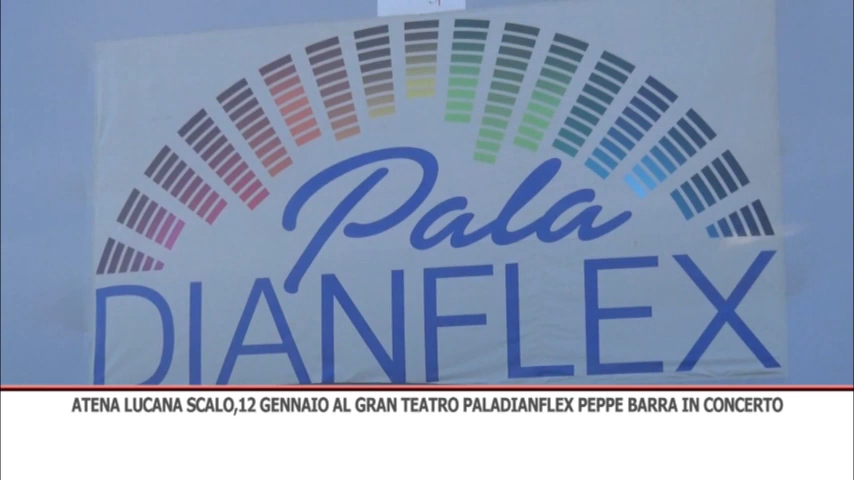 Pala
DIANFLEX
ATENA LUCANA SCALO,12 GENNAIO AL GRAN TEATRO PALADIANFLEX PEPPE BARRA IN CONCERTO